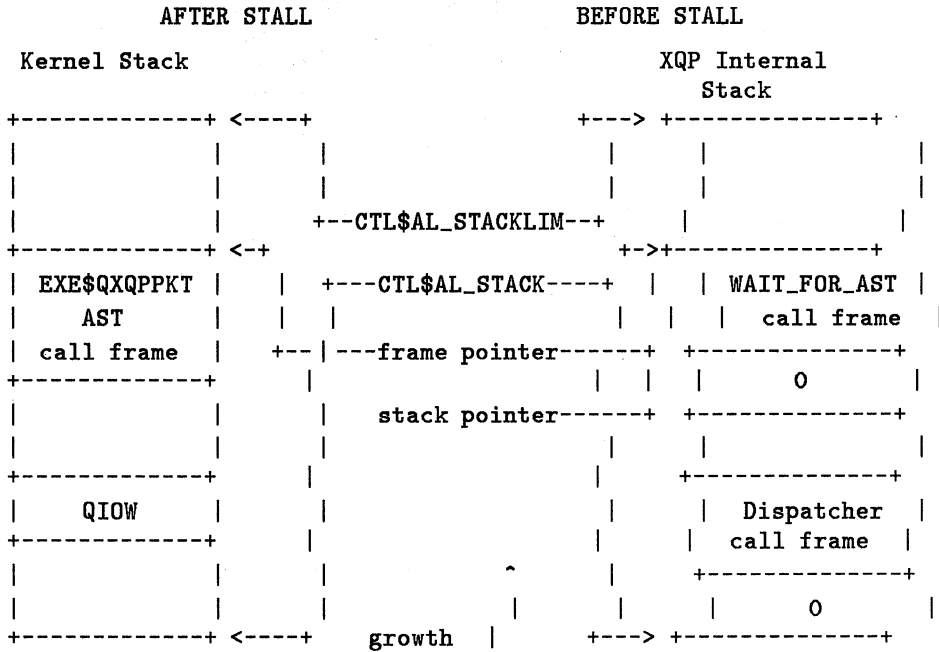 AFTER STALL BEFORE STALL
Kernel Stack XQP Internal
Stack
+-------------+ <----+ +---> +--------------+
| | | | | |
| | | | | |
| | +--CTL$AL_STACKLIM--+ | |
+-------------+ <-+ +->+--------------+
| EXE$QXQPPKT | | +---CTL$AL_STACK----+ | | WAIT_FOR_AST |
| AST | | | | | | call frame |
| call frame | +--|---frame pointer------+ +--------------+
+-------------+ | | | | 0 |
| | | stack pointer------+ +--------------+
| | | | | |
+-------------+ | | +--------------+
| QIOW | | | | Dispatcher |
+-------------+ | | | call frame |
| | | ^ | +--------------+
| | | | | | 0 |
+-------------+ <----+ growth | +---> +--------------+